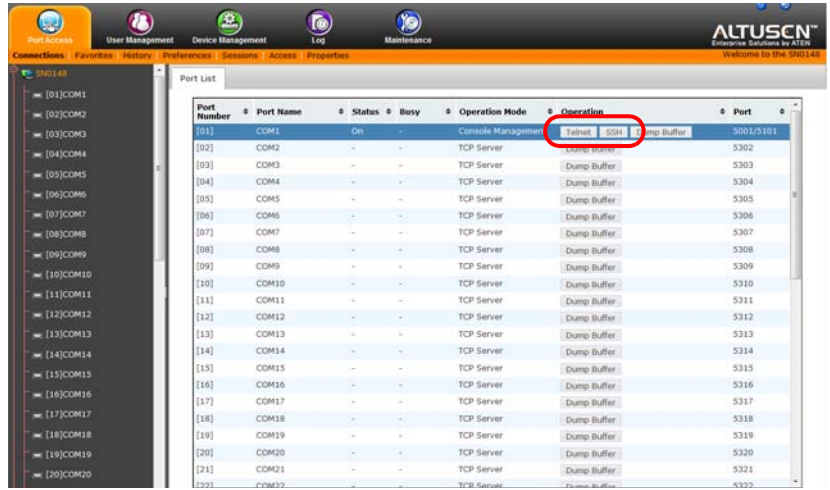 Port Access User Management Device Management Log Maintenance
ALTUSCN™
Enterprise Solutions by ATEN
Connections Favorites History Preferences Sessions Access Properties Welcome to the SN0148
SN0148
[01]COM1
[02]COM2
[03]COM3
[04]COM4
[05]COM5
[06]COM6
[07]COM7
[08]COM8
[09]COM9
[10]COM10
[11]COM11
[12]COM12
[13]COM13
[14]COM14
[15]COM15
[16]COM16
[17]COM17
[18]COM18
[19]COM19
[20]COM20
Port List
Port Number Port Name Status Busy Operation Mode Operation Port
[01] COM1 On - Console Management Telnet SSH Dump Buffer 5001/5101
[02] COM2 - - TCP Server Dump Buffer 5302
[03] COM3 - - TCP Server Dump Buffer 5303
[04] COM4 - - TCP Server Dump Buffer 5304
[05] COM5 - - TCP Server Dump Buffer 5305
[06] COM6 - - TCP Server Dump Buffer 5306
[07] COM7 - - TCP Server Dump Buffer 5307
[08] COM8 - - TCP Server Dump Buffer 5308
[09] COM9 - - TCP Server Dump Buffer 5309
[10] COM10 - - TCP Server Dump Buffer 5310
[11] COM11 - - TCP Server Dump Buffer 5311
[12] COM12 - - TCP Server Dump Buffer 5312
[13] COM13 - - TCP Server Dump Buffer 5313
[14] COM14 - - TCP Server Dump Buffer 5314
[15] COM15 - - TCP Server Dump Buffer 5315
[16] COM16 - - TCP Server Dump Buffer 5316
[17] COM17 - - TCP Server Dump Buffer 5317
[18] COM18 - - TCP Server Dump Buffer 5318
[19] COM19 - - TCP Server Dump Buffer 5319
[20] COM20 - - TCP Server Dump Buffer 5320
[21] COM21 - - TCP Server Dump Buffer 5321
[22] COM22 - - TCP Server Dump Buffer 5322